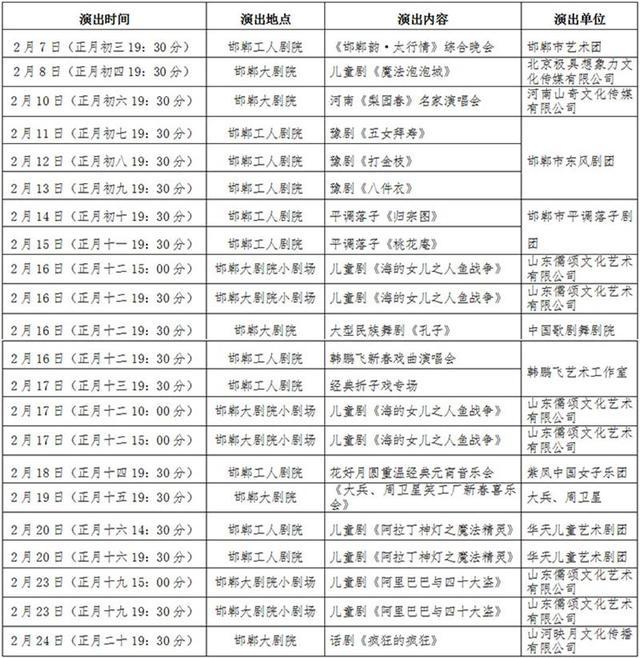 演出时间 演出地点 演出内容 演出单位
2月7日（正月初三19：30分） 邯郸工人剧院 《邯郸韵·太行情》综合晚会 邯郸市艺术团
2月8日（正月初四19：30分） 邯郸大剧院 儿童剧《魔法泡泡城》 北京极具想象力文
化传媒有限公司
2月10日（正月初六19：30分） 邯郸大剧院 河南《梨园春》名家演唱会 河南山奇文化传媒
有限公司
2月11日（正月初七19：30分） 邯郸工人剧院 豫剧《五女拜寿》
2月12日（正月初八19：30分） 邯郸工人剧院 豫剧《打金枝》 邯郸市东风剧团
2月13日（正月初九19：30分） 邯郸工人剧院 豫剧《八件衣》
2月14日（正月初十19：30分） 邯郸工人剧院 平调落子《归宗图》 邯郸市平调落子剧
2月15日（正月十一19：30分） 邯郸工人剧院 平调落子《桃花庵》 团
2月16日（正月十二15：00分） 邯郸大剧院小剧场 儿童剧《海的女儿之人鱼战争》 山东儒颂文化艺术
有限公司
2月16日（正月十二19：30分） 邯郸大剧院小剧场 儿童剧《海的女儿之人鱼战争》 山东儒颂文化艺术
有限公司
2月16日（正月十二19：30分） 邯郸大剧院 大型民族舞剧《孔子》 中国歌剧舞剧院
2月16日（正月十二19：30分） 邯郸工人剧院 韩鹏飞新春戏曲演唱会
韩鹏飞艺术工作室
2月17日（正月十三19：30分） 邯郸工人剧院 经典折子戏专场
2月17日（正月十二10：00分） 邯郸大剧院小剧场 儿童剧《海的女儿之人鱼战争》 山东儒颂文化艺术
有限公司
2月17日（正月十二15：00分） 邯郸大剧院小剧场 儿童剧《海的女儿之人鱼战争》 山东儒颂文化艺术
有限公司
2月18日（正月十四19：30分） 邯郸工人剧院 花好月圆重温经典元宵音乐会 紫风中国女子乐团
2月19日（正月十五19：30分） 邯郸大剧院 《大兵、周卫星笑工厂新春喜乐
会》 大兵、周卫星
2月20日（正月十六14：30分） 邯郸工人剧院 儿童剧《阿拉丁神灯之魔法精灵》 华天儿童艺术剧团
2月20日（正月十六19：30分） 邯郸工人剧院 儿童剧《阿拉丁神灯之魔法精灵》 华天儿童艺术剧团
2月23日（正月十九15：00分） 邯郸大剧院小剧场 儿童剧《阿里巴巴与四十大盗》 山东儒颂文化艺术
有限公司
2月23日（正月十九19：30分） 邯郸大剧院小剧场 儿童剧《阿里巴巴与四十大盗》 山东儒颂文化艺术
有限公司
2月24日（正月二十19：30分） 邯郸大剧院 话剧《疯狂的疯狂》 山河映月文化传播
有限公司